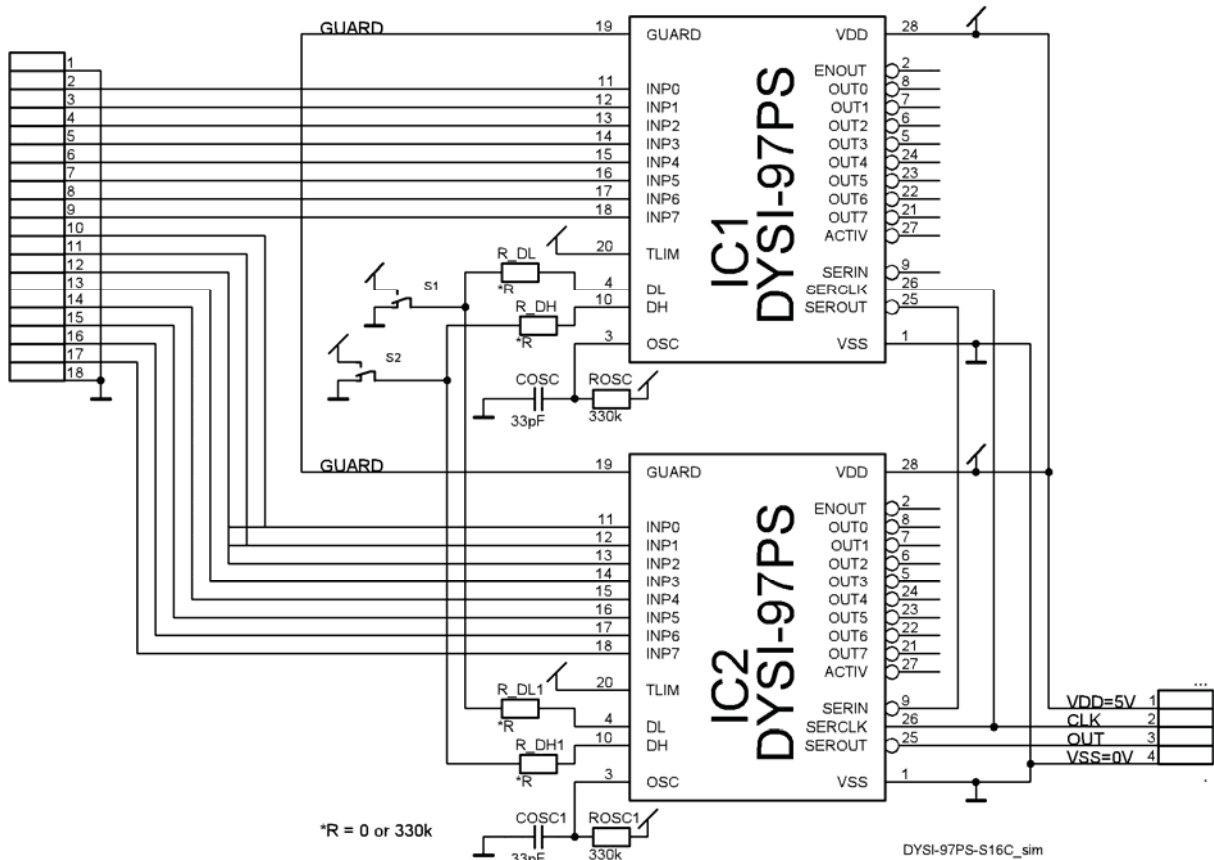 GUARD 19 GUARD VDD 28
1 ENOUT 2
2 11 INP0 OUT0 8
3 12 INP1 OUT1 7
4 13 INP2 OUT2 6
5 14 INP3 OUT3 5
6 15 INP4 OUT4 24
7 16 INP5 OUT5 23
8 17 INP6 OUT6 22
9 18 INP7 OUT7 21
10 ACTIV 27
11 20 TLIM
12 R_DL SERIN 9
13 *R 4 DL SERCLK 26
14 S1 R_DH 10 DH SEROUT 25
15 *R
16 3 OSC VSS 1
17 S2
18 COSC ROSC
33pF 330k
IC1
DYSI-97PS
GUARD 19 GUARD VDD 28
ENOUT 2
11 INP0 OUT0 8
12 INP1 OUT1 7
13 INP2 OUT2 6
14 INP3 OUT3 5
15 INP4 OUT4 24
16 INP5 OUT5 23
17 INP6 OUT6 22
18 INP7 OUT7 21
ACTIV 27
20 TLIM
R_DL1 SERIN 9
*R 4 DL SERCLK 26
R_DH1 10 DH SEROUT 25
*R
3 OSC VSS 1
COSC1 ROSC1
33pF 330k
IC2
DYSI-97PS
...
VDD=5V 1
CLK 2
OUT 3
VSS=0V 4
.
*R = 0 or 330k
DYSI-97PS-S16C_sim